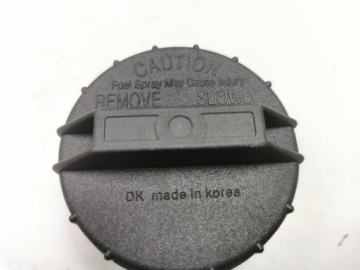 CAUTION
Fuel Spray May Cause Injury
REMOVE SLOWLY
DK made in korea